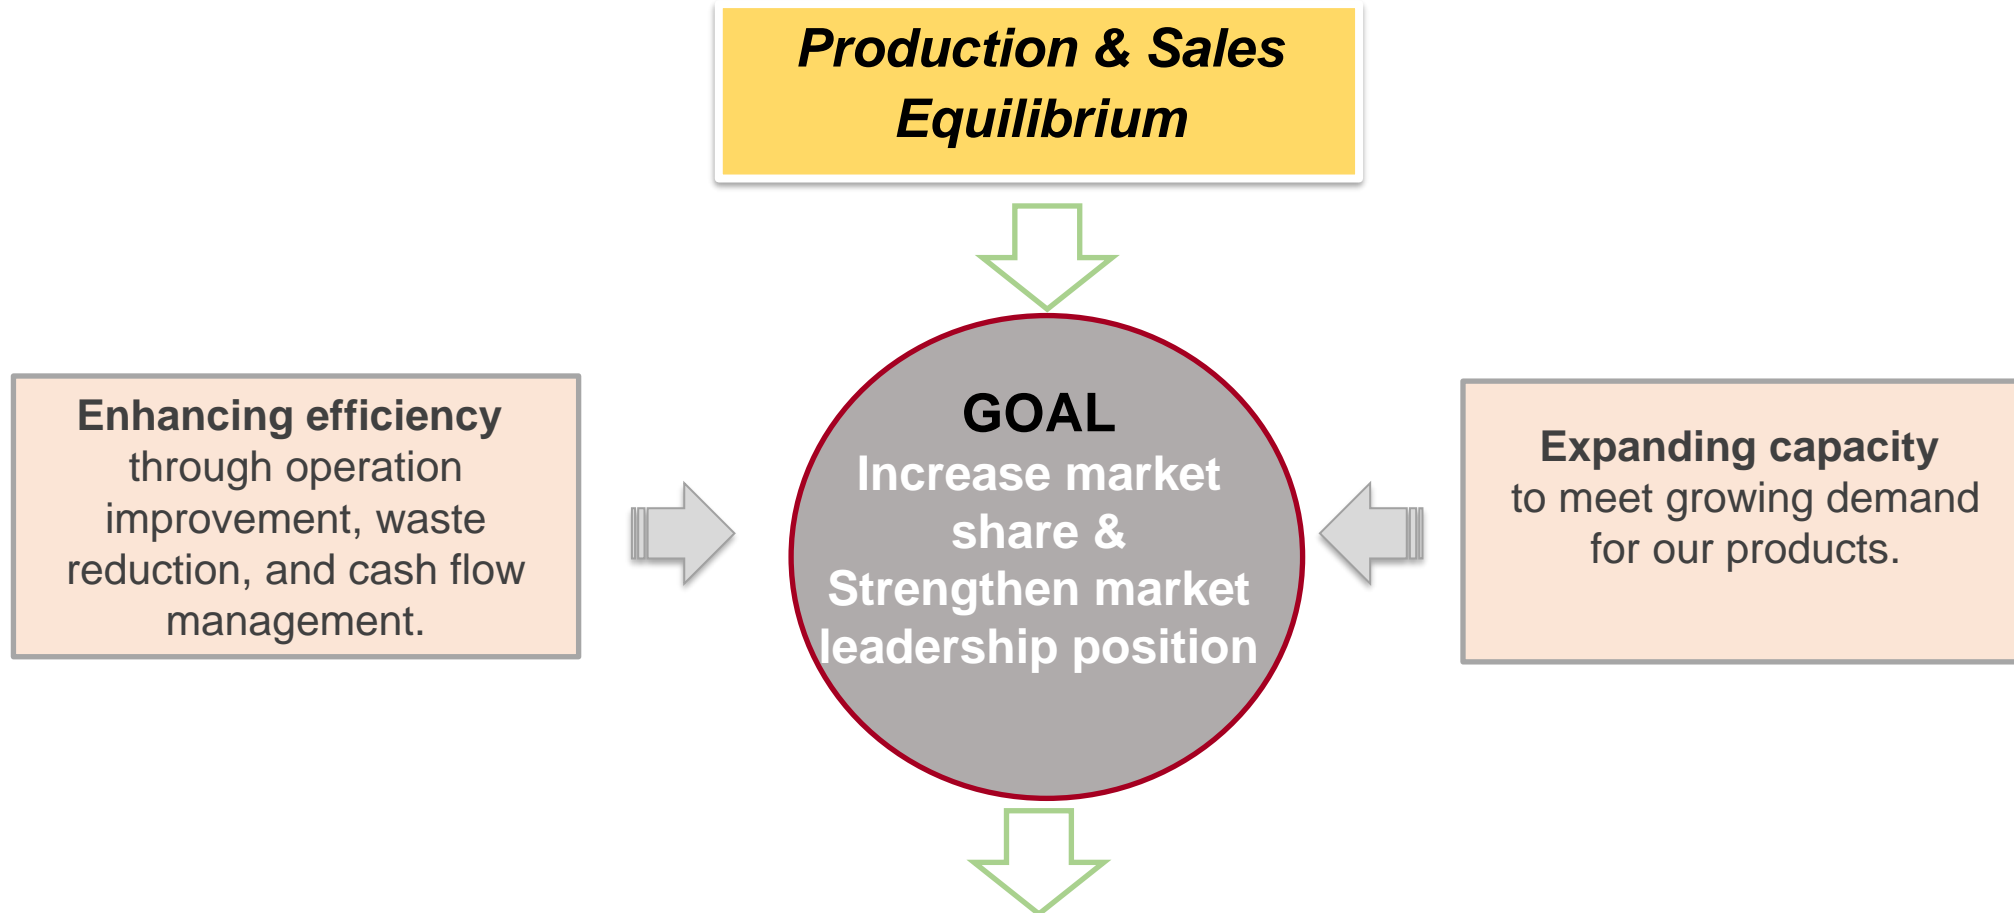 Production & Sales
Equilibrium
Enhancing efficiency
through operation
improvement, waste
reduction, and cash flow
management.
GOAL
Increase market
share &
Strengthen market
leadership position
Expanding capacity
to meet growing demand
for our products.